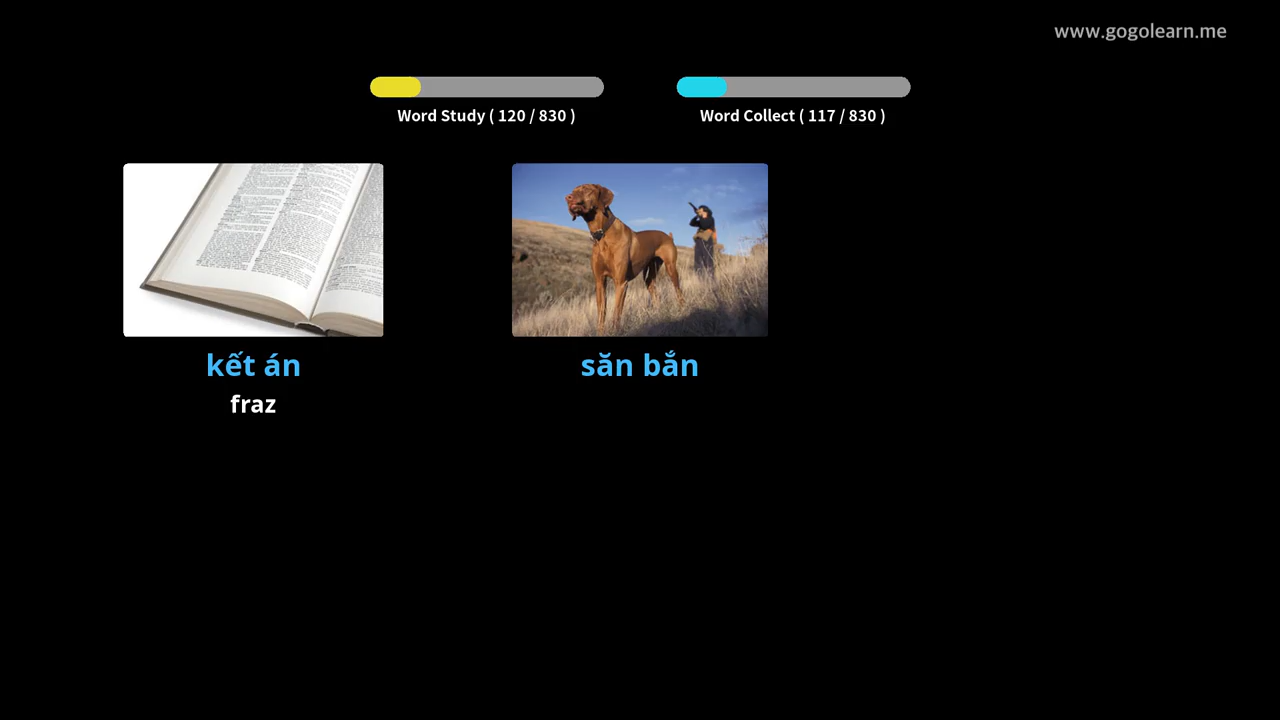 www.gogolearn.me
Word Study ( 120 / 830 )
Word Collect ( 117 / 830 )
kết án
săn bắn
fraz